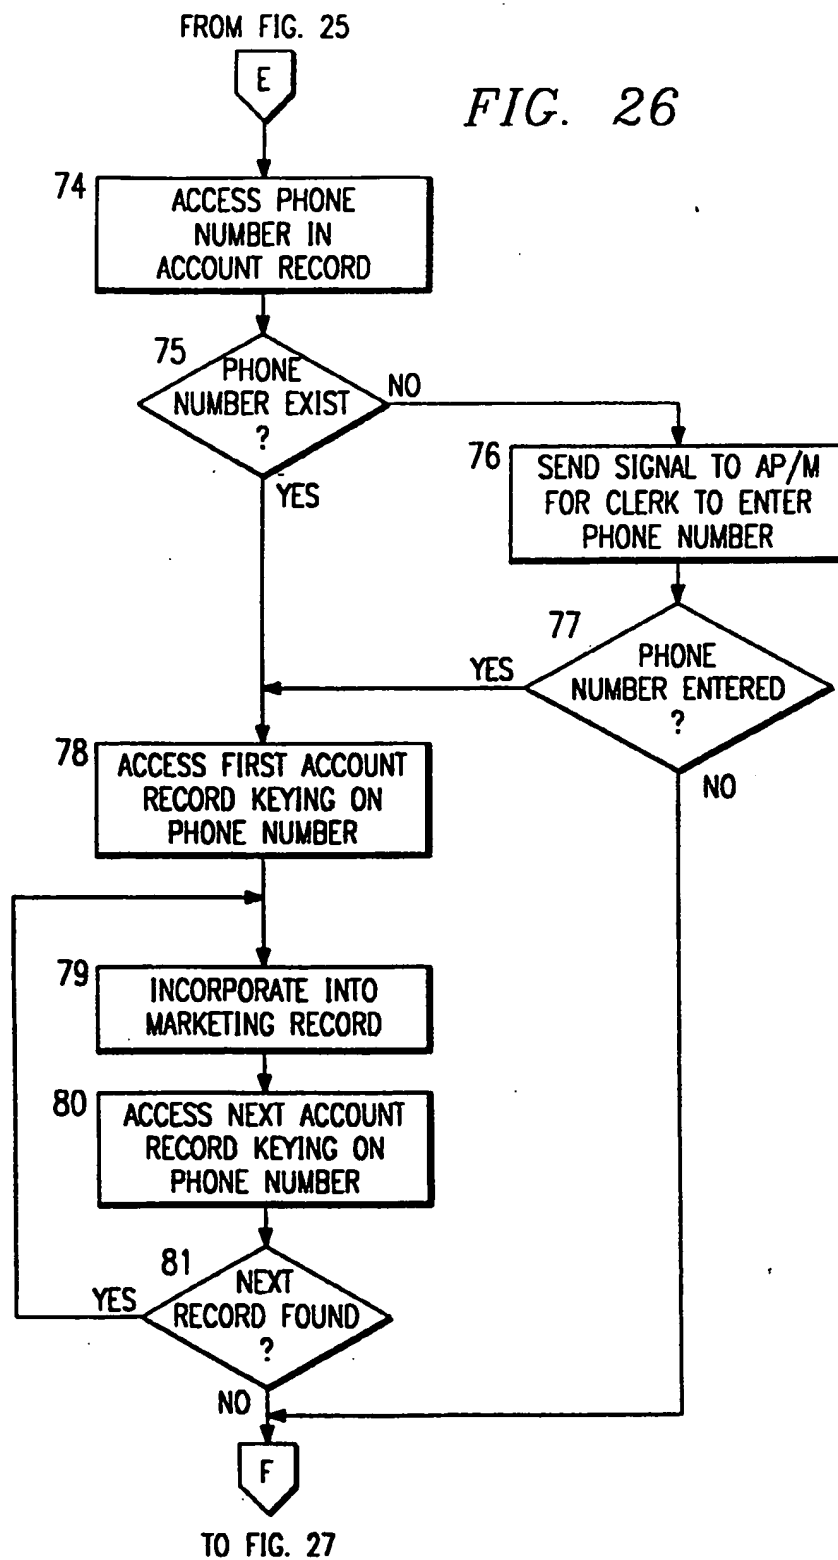 FROM FIG. 25
E
FIG. 26
74
ACCESS PHONE
NUMBER IN
ACCOUNT RECORD
75
PHONE
NUMBER EXIST
?
NO
YES
76
SEND SIGNAL TO AP/M
FOR CLERK TO ENTER
PHONE NUMBER
77
PHONE
NUMBER ENTERED
?
YES
NO
78
ACCESS FIRST ACCOUNT
RECORD KEYING ON
PHONE NUMBER
79
INCORPORATE INTO
MARKETING RECORD
80
ACCESS NEXT ACCOUNT
RECORD KEYING ON
PHONE NUMBER
81
NEXT
RECORD FOUND
?
YES
NO
F
TO FIG. 27